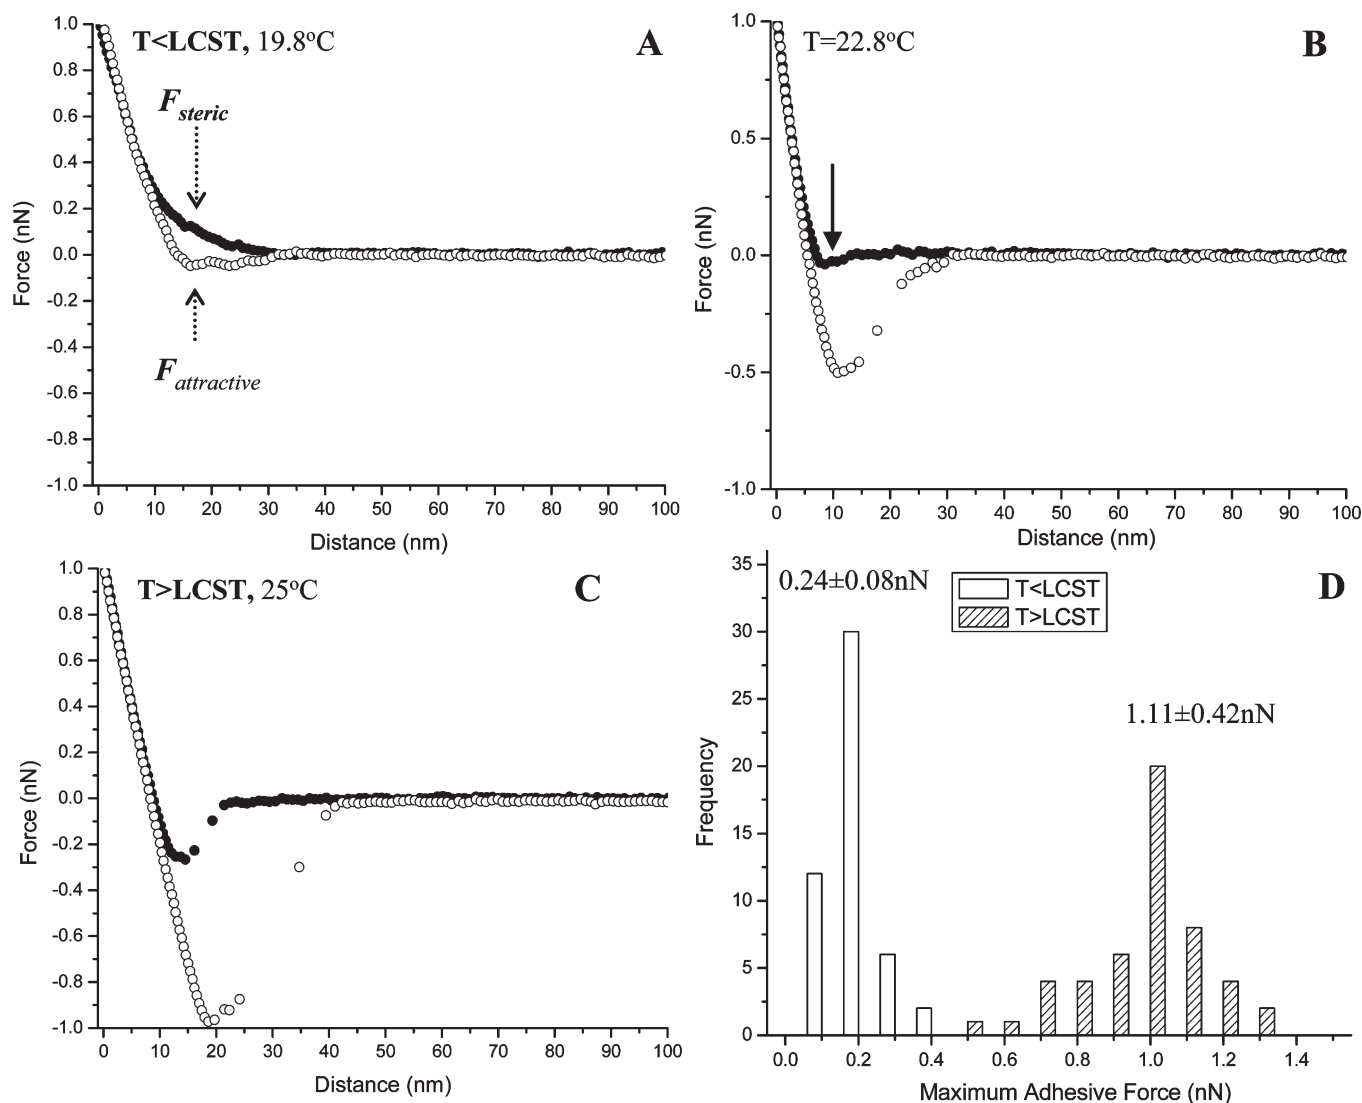 T<LCST, 19.8°C
A
F steric
F attractive
1.0
0.8
0.6
0.4
0.2
0.0
-0.2
-0.4
-0.6
-0.8
-1.0
Force (nN)
0 10 20 30 40 50 60 70 80 90 100
Distance (nm)
T=22.8°C
B
1.0
0.5
0.0
-0.5
-1.0
Force (nN)
0 10 20 30 40 50 60 70 80 90 100
Distance (nm)
T>LCST, 25°C
C
1.0
0.8
0.6
0.4
0.2
0.0
-0.2
-0.4
-0.6
-0.8
-1.0
Force (nN)
0 10 20 30 40 50 60 70 80 90 100
Distance (nm)
0.24±0.08nN
T<LCST
T>LCST
D
1.11±0.42nN
35
30
25
20
15
10
5
0
Frequency
0.0 0.2 0.4 0.6 0.8 1.0 1.2 1.4
Maximum Adhesive Force (nN)